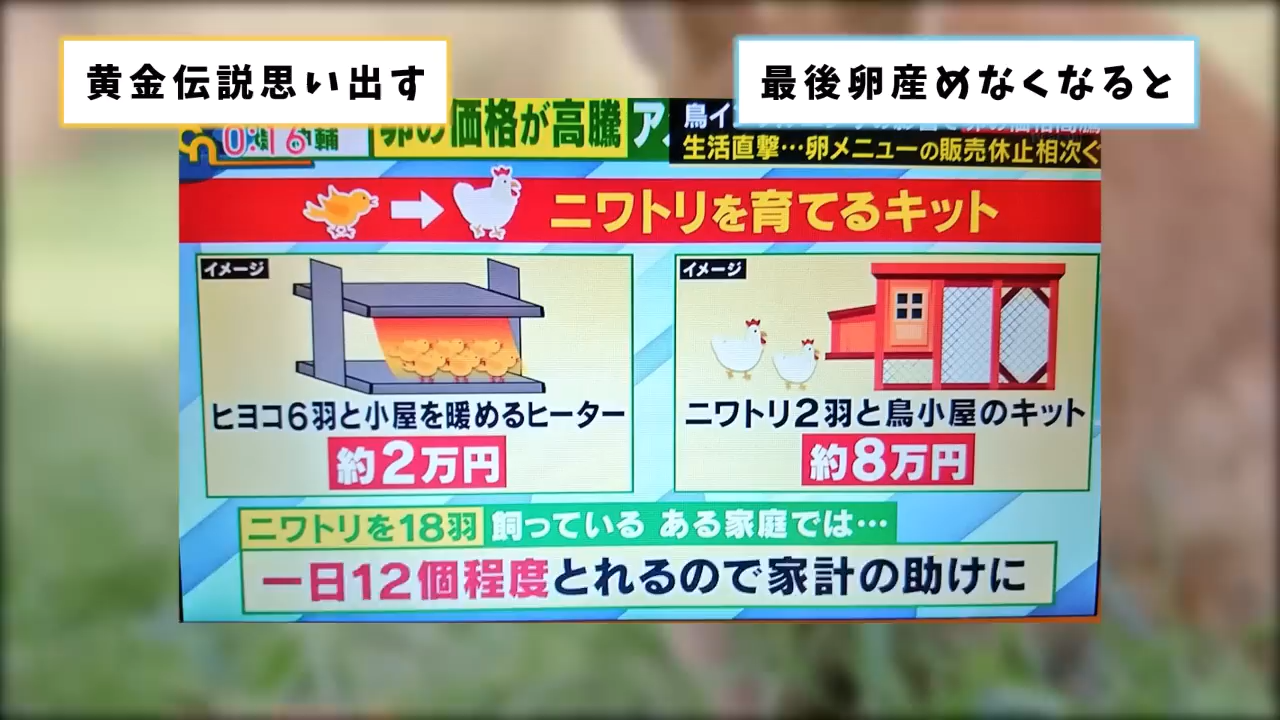 黄金伝説思い出す
最後卵産めなくなると
卵の価格が高騰
生活直撃…卵メニューの販売休止相次ぐ
ニワトリを育てるキット
イメージ
ヒヨコ6羽と小屋を暖めるヒーター
約2万円
イメージ
ニワトリ2羽と鳥小屋のキット
約8万円
ニワトリを18羽 飼っている ある家庭では…
一日12個程度とれるので家計の助けに